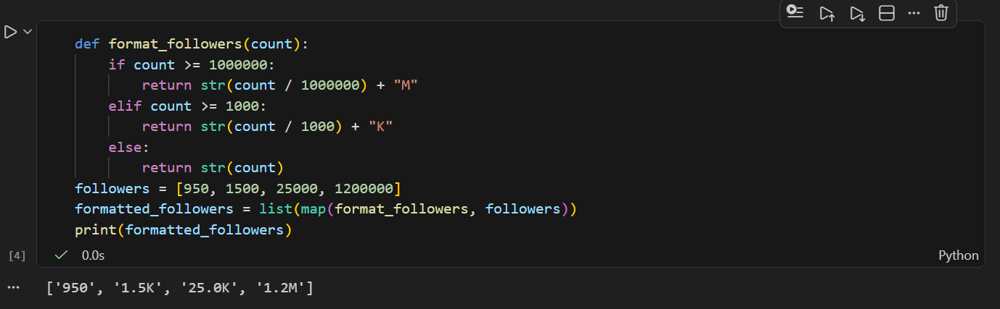 def format_followers(count):
    if count >= 1000000:
        return str(count / 1000000) + "M"
    elif count >= 1000:
        return str(count / 1000) + "K"
    else:
        return str(count)
followers = [950, 1500, 25000, 1200000]
formatted_followers = list(map(format_followers, followers))
print(formatted_followers)
[4] 0.0s Python
['950', '1.5K', '25.0K', '1.2M']